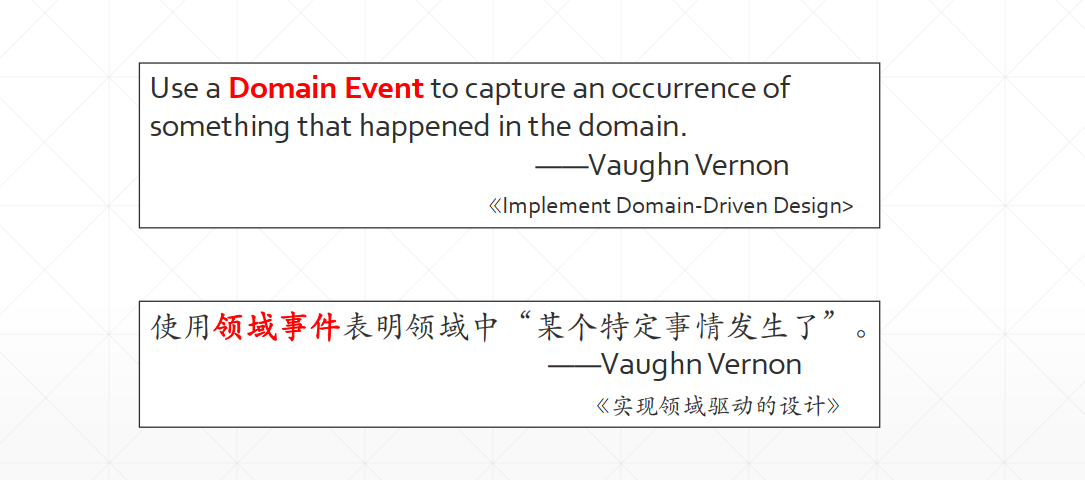 Use a Domain Event to capture an occurrence of
something that happened in the domain.
——Vaughn Vernon
《Implement Domain-Driven Design>
使用领域事件表明领域中“某个特定事情发生了”。
——Vaughn Vernon
《实现领域驱动的设计》